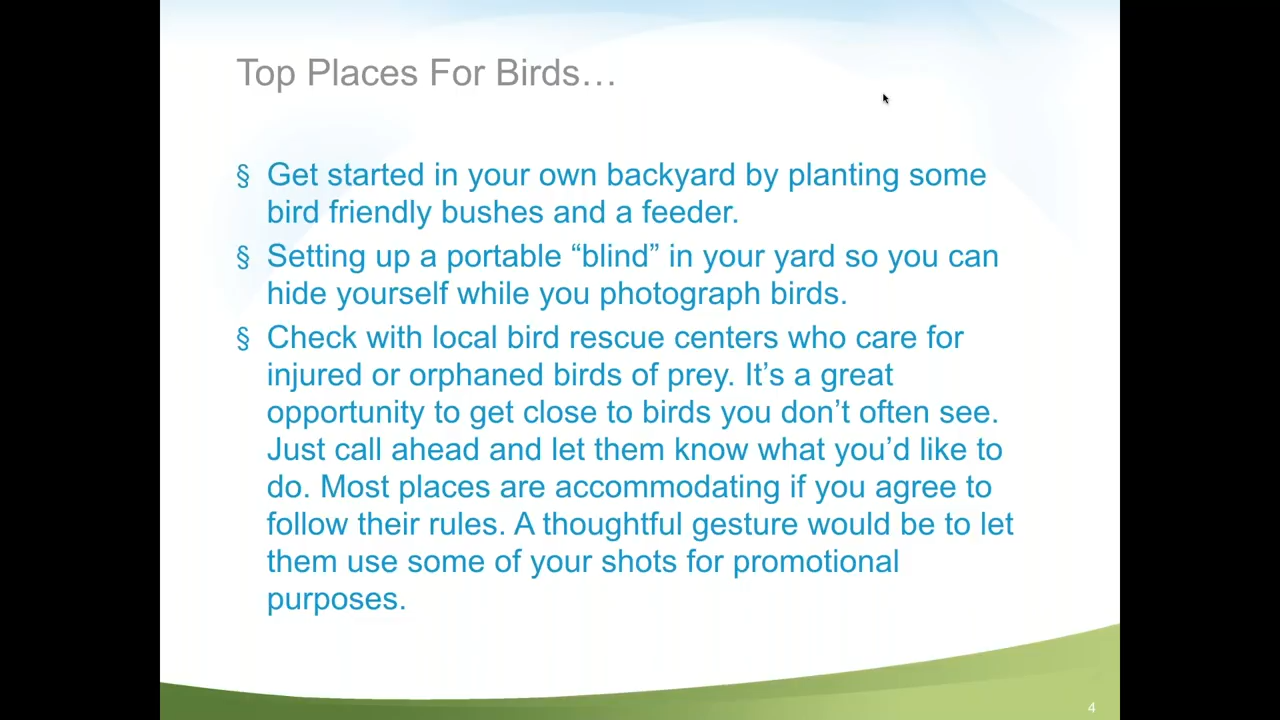 Top Places For Birds…
§ Get started in your own backyard by planting some
bird friendly bushes and a feeder.
§ Setting up a portable “blind” in your yard so you can
hide yourself while you photograph birds.
§ Check with local bird rescue centers who care for
injured or orphaned birds of prey. It’s a great
opportunity to get close to birds you don’t often see.
Just call ahead and let them know what you’d like to
do. Most places are accommodating if you agree to
follow their rules. A thoughtful gesture would be to let
them use some of your shots for promotional
purposes.
4